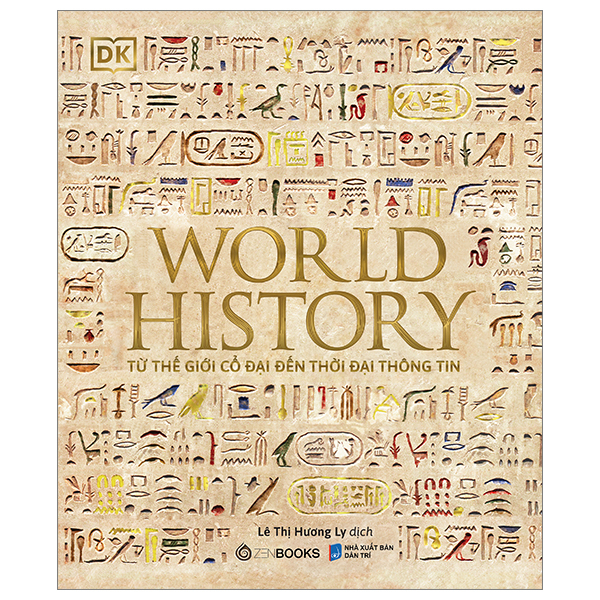 DK
WORLD
HISTORY
TỪ THẾ GIỚI CỔ ĐẠI ĐẾN THỜI ĐẠI THÔNG TIN
Lê Thị Hương Ly dịch
ZENBOOKS
NHÀ XUẤT BẢN
DÂN TRÍ